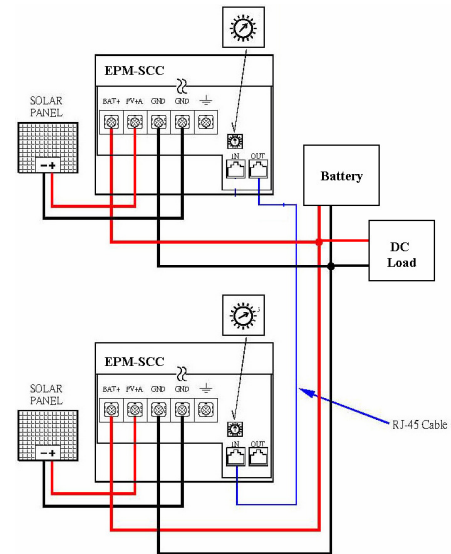 EPM-SCC
BAT+ PV+A GND GND
SOLAR
PANEL
- +
IN OUT
Battery
DC
Load
EPM-SCC
BAT+ PV+A GND GND
SOLAR
PANEL
- +
IN OUT
RJ-45 Cable